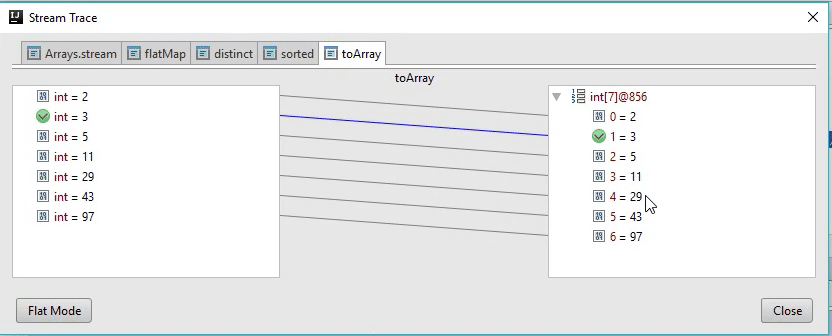 Stream Trace
Arrays.stream flatMap distinct sorted toArray
toArray
int = 2
int = 3
int = 5
int = 11
int = 29
int = 43
int = 97
int[7]@856
0 = 2
1 = 3
2 = 5
3 = 11
4 = 29
5 = 43
6 = 97
Flat Mode
Close